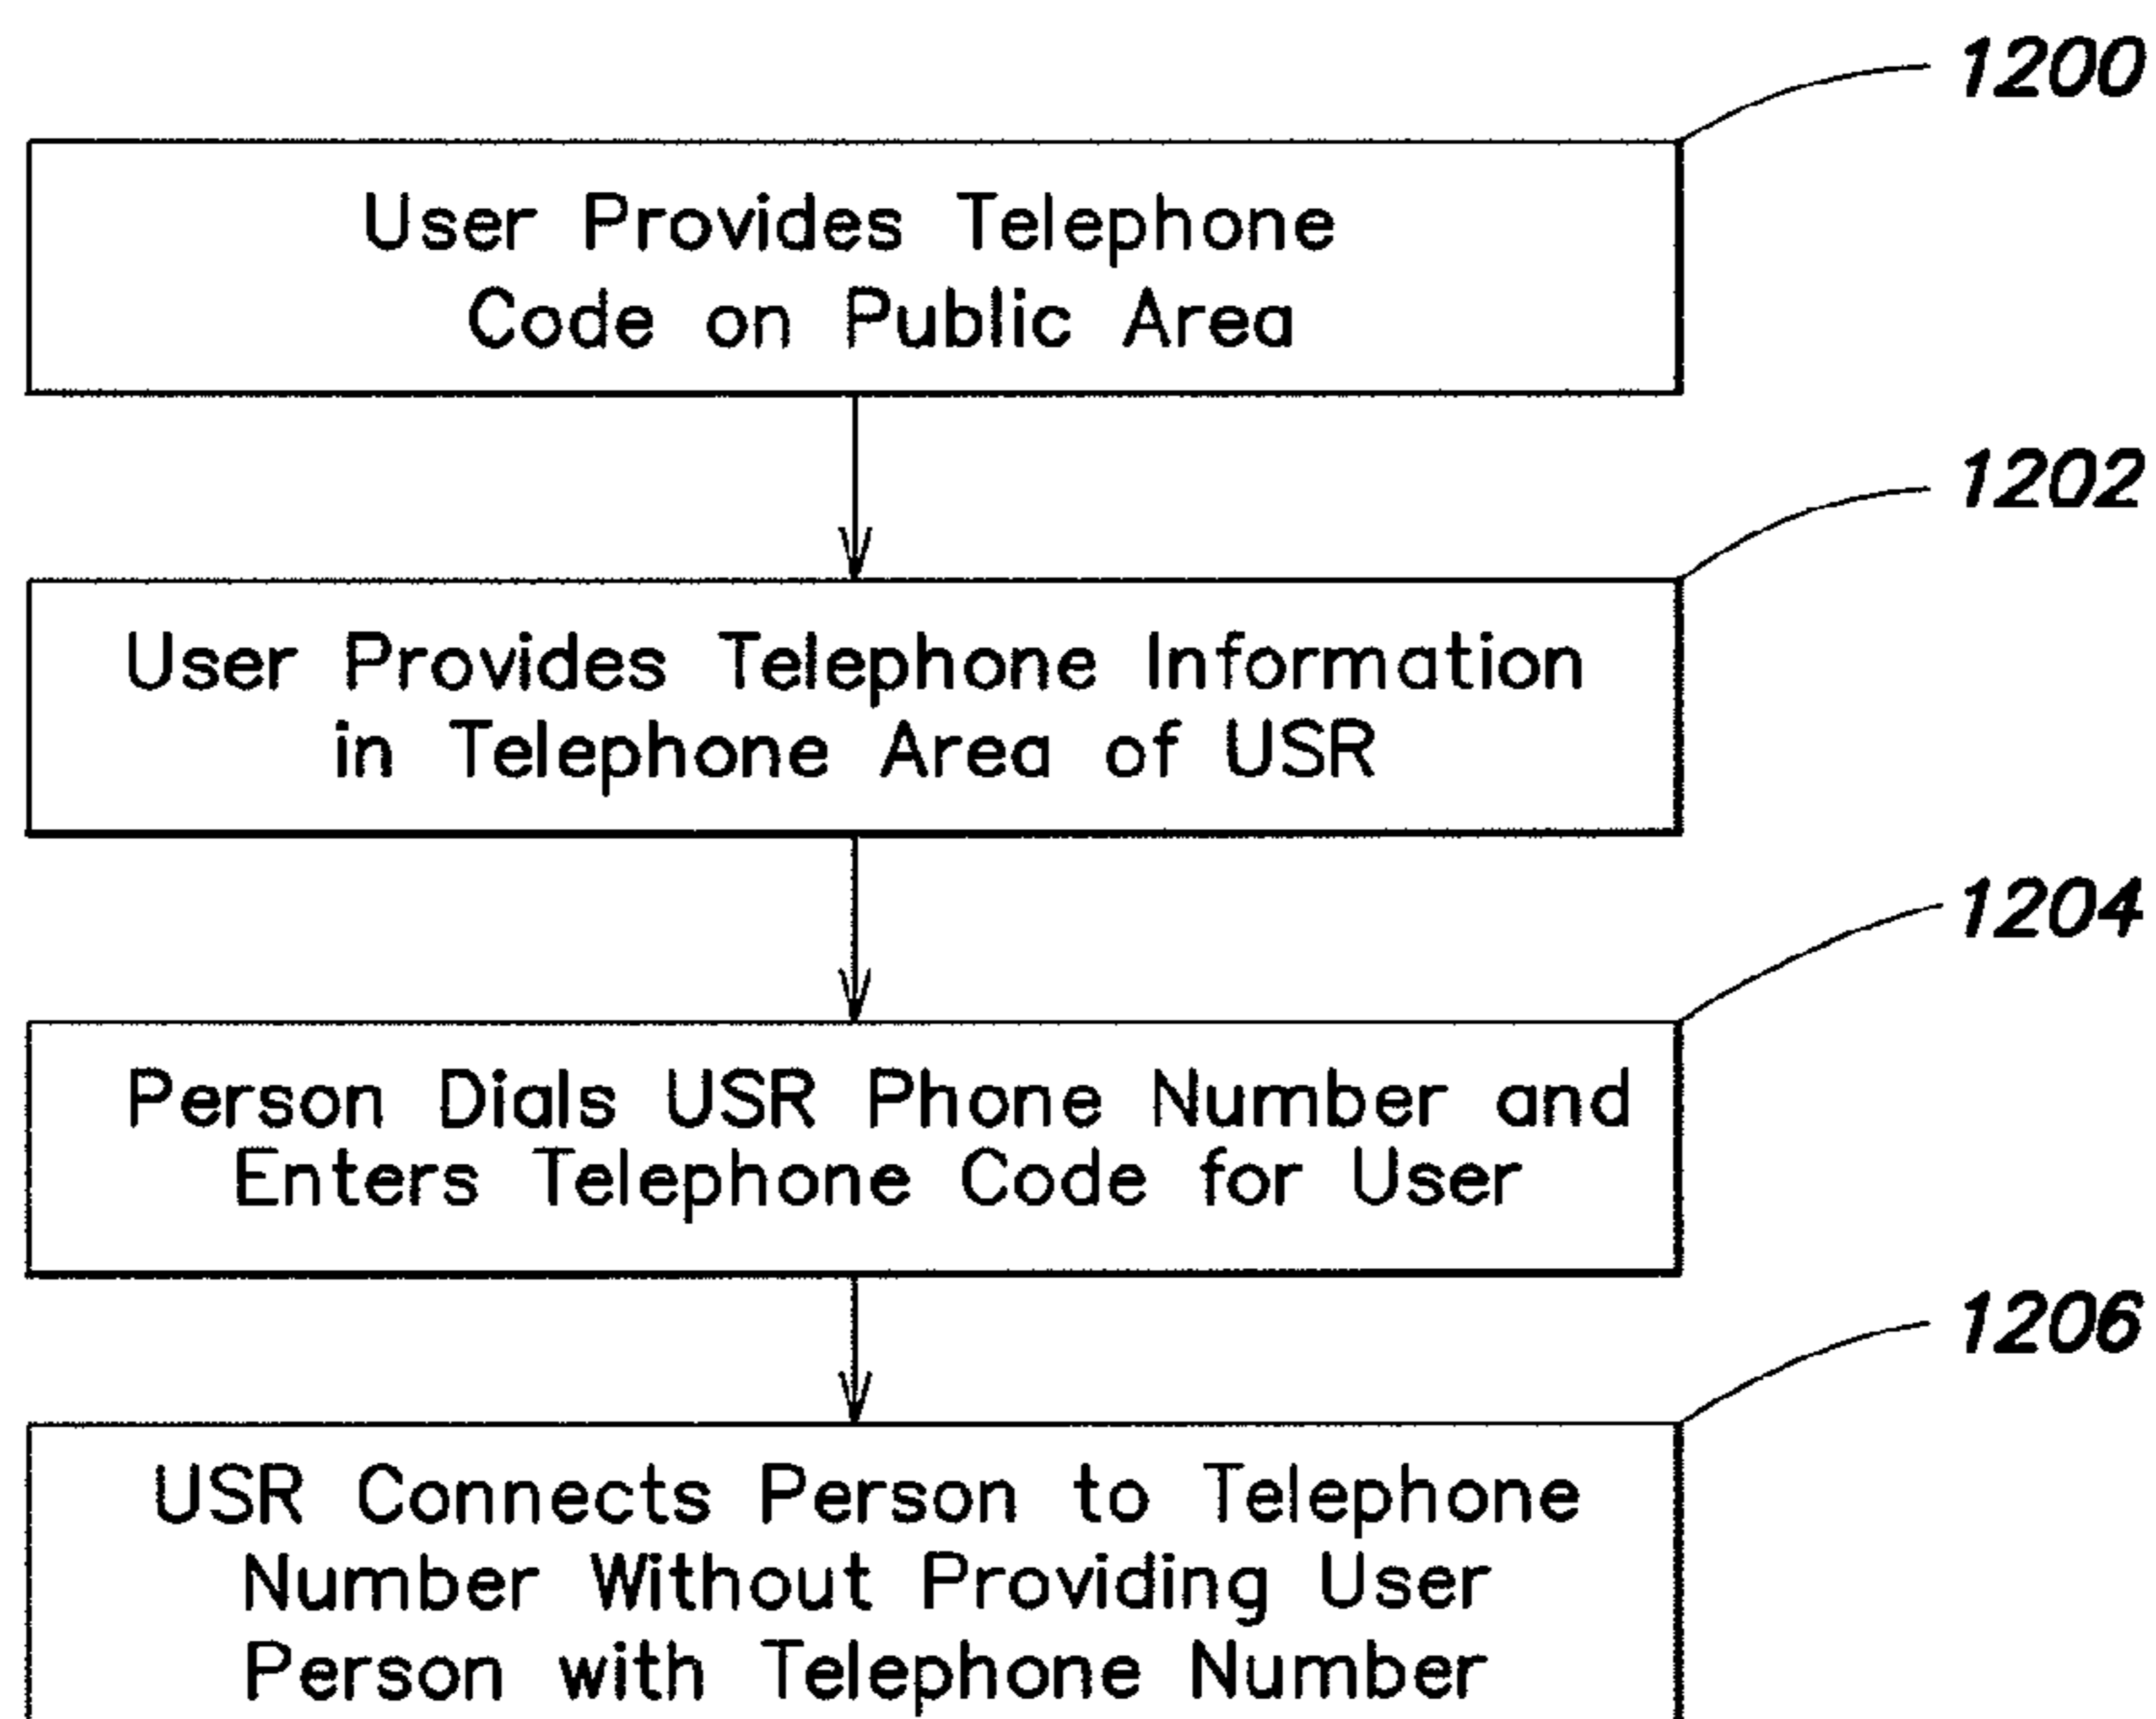 1200
User Provides Telephone
Code on Public Area
1202
User Provides Telephone Information
in Telephone Area of USR
1204
Person Dials USR Phone Number and
Enters Telephone Code for User
1206
USR Connects Person to Telephone
Number Without Providing User
Person with Telephone Number